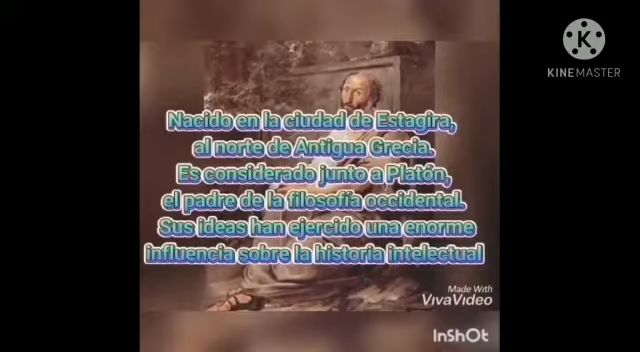 KINEMASTER
Nacido en la ciudad de Estagira,
al norte de Antigua Grecia.
Es considerado junto a Platón,
el padre de la filosofía occidental.
Sus ideas han ejercido una enorme
influencia sobre la historia intelectual
Made With
VivaVideo
InShOt